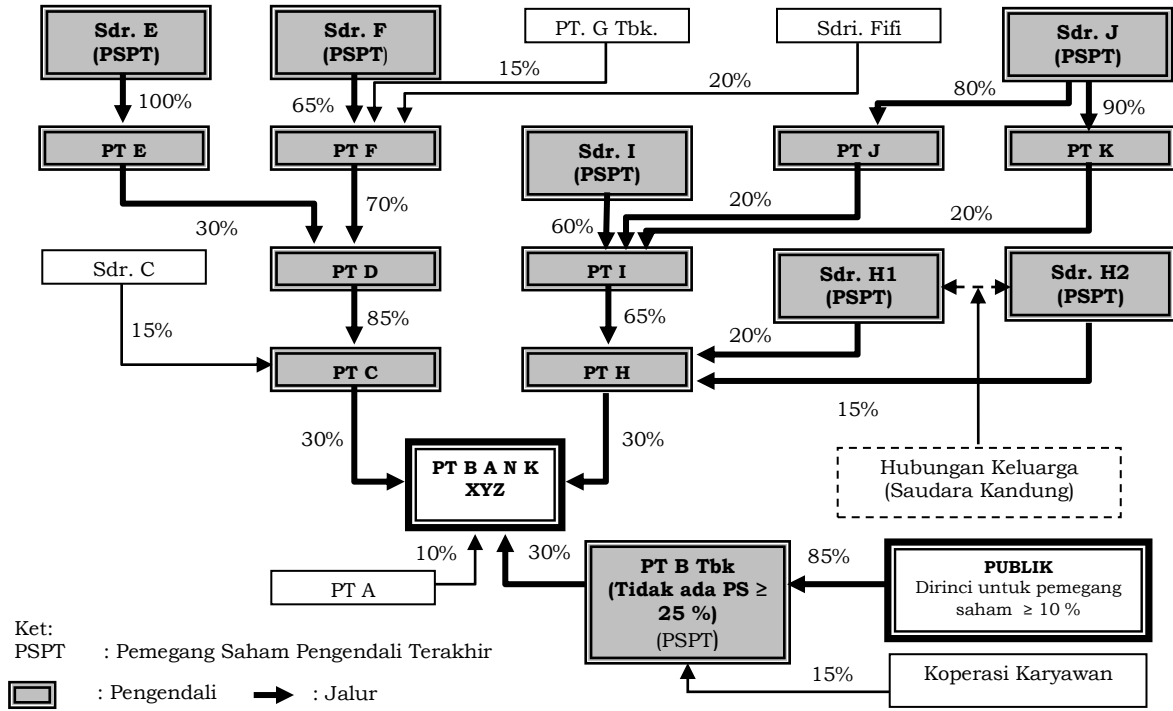 Sdr. E
(PSPT)
Sdr. F
(PSPT)
PT. G Tbk.
Sdri. Fifi
Sdr. J
(PSPT)
100%
65%
15%
20%
80%
90%
PT E
PT F
Sdr. I
(PSPT)
PT J
PT K
30%
70%
60%
20%
20%
Sdr. C
PT D
PT I
Sdr. H1
(PSPT)
Sdr. H2
(PSPT)
15%
85%
65%
20%
PT C
PT H
15%
30%
30%
PT B A N K
XYZ
Hubungan Keluarga
(Saudara Kandung)
10%
30%
PT A
PT B Tbk
(Tidak ada PS ≥
25 %)
(PSPT)
85%
PUBLIK
Dirinci untuk pemegang
saham ≥ 10 %
15%
Koperasi Karyawan
Ket:
PSPT : Pemegang Saham Pengendali Terakhir
: Pengendali : Jalur